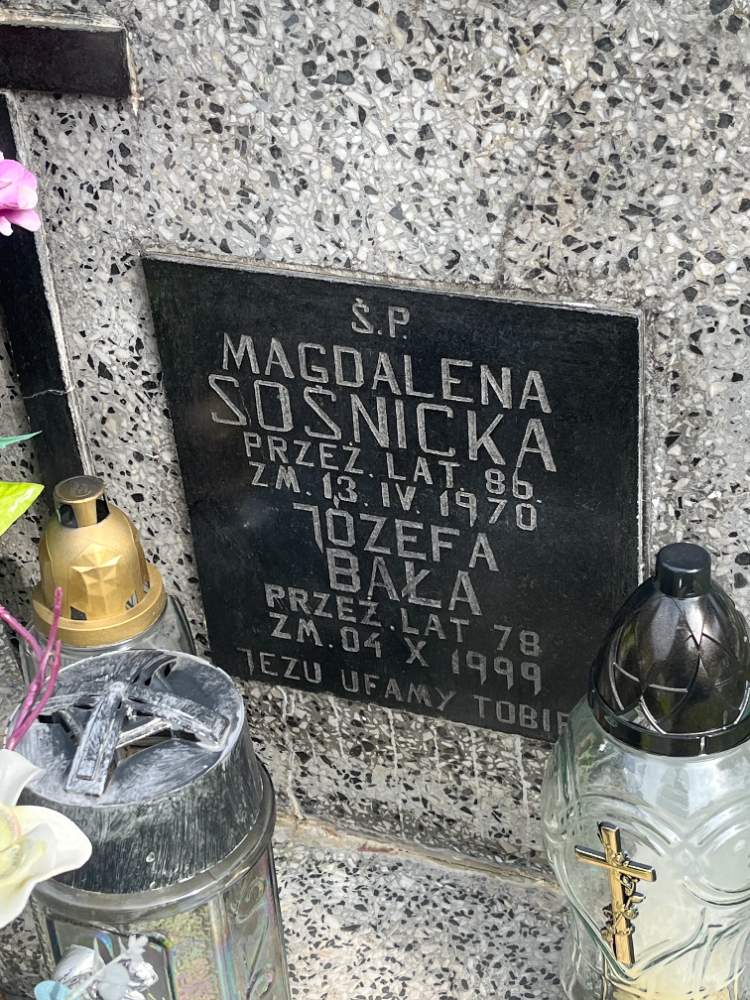 Ś.P.
MAGDALENA
SOŚNICKA
PRZEŻ. LAT. 86.
ZM. 13. IV. 1970
JÓZEFA
BAŁA
PRZEŻ. LAT 78
ZM. 04 X 1999
JEZU UFAMY TOBIE